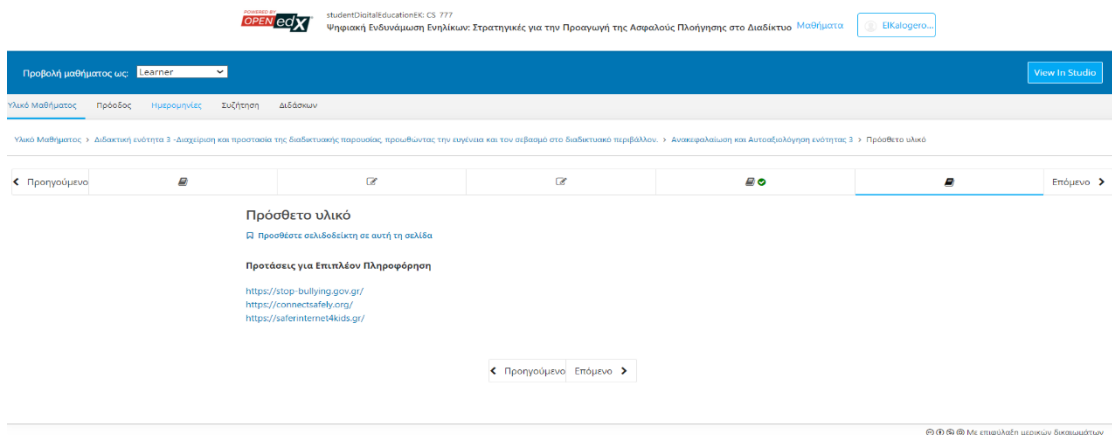 POWERED BY
OPEN edX
studentDigitalEducationEK: CS 777
Ψηφιακή Ενδυνάμωση Ενηλίκων: Στρατηγικές για την Προαγωγή της Ασφαλούς Πλοήγησης στο Διαδίκτυο
Μαθήματα
ElKalogero...
Προβολή μαθήματος ως: Learner
View In Studio
Υλικό Μαθήματος Πρόοδος Ημερομηνίες Συζήτηση Διδάσκων
Υλικό Μαθήματος > Διδακτική ενότητα 3 -Διαχείριση και προστασία της διαδικτυακής παρουσίας, προωθώντας την ευγένεια και τον σεβασμό στο διαδικτυακό περιβάλλον. > Ανακεφαλαίωση και Αυτοαξιολόγηση ενότητας 3 > Πρόσθετο υλικό
Προηγούμενο
Επόμενο
Πρόσθετο υλικό
Προσθέστε σελιδοδείκτη σε αυτή τη σελίδα
Προτάσεις για Επιπλέον Πληροφόρηση
https://stop-bullying.gov.gr/
https://connectsafely.org/
https://saferinternet4kids.gr/
Προηγούμενο Επόμενο
Με επιφύλαξη μερικών δικαιωμάτων